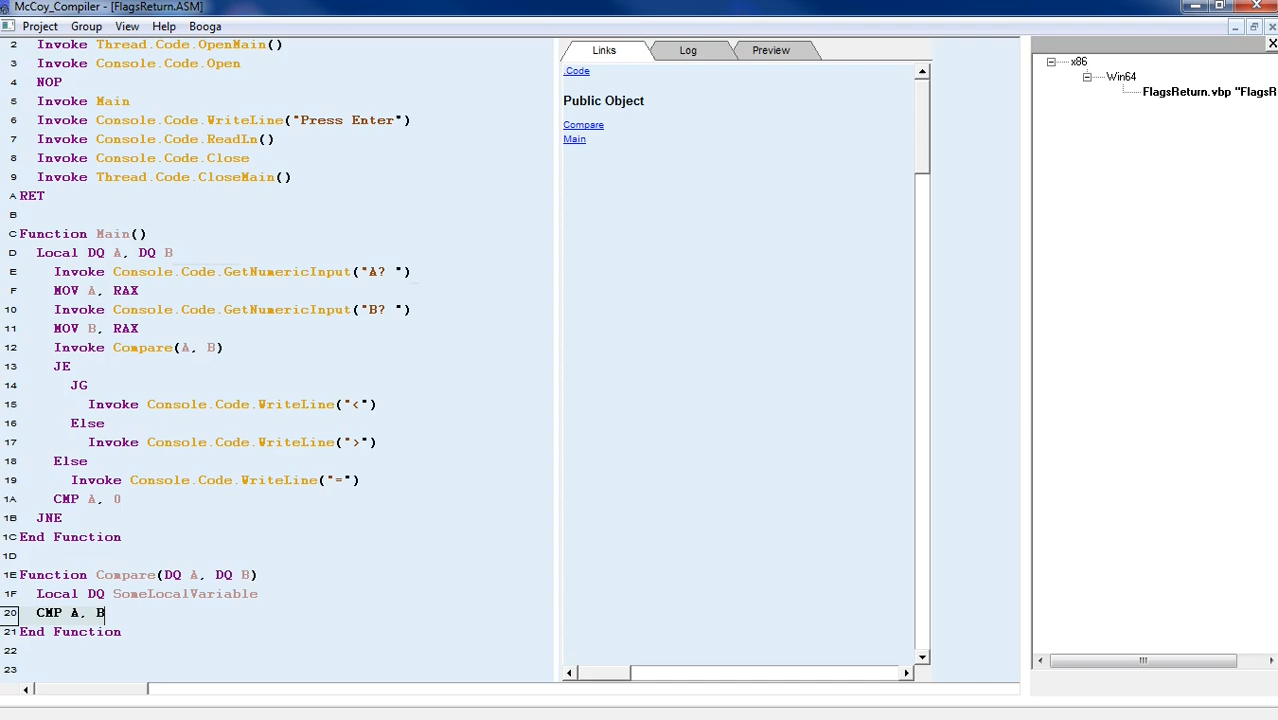 McCoy_Compiler - [FlagsReturn.ASM]
Project Group View Help Booga
2 Invoke Thread.Code.OpenMain()
3 Invoke Console.Code.Open
4 NOP
5 Invoke Main
6 Invoke Console.Code.WriteLine("Press Enter")
7 Invoke Console.Code.ReadLn()
8 Invoke Console.Code.Close
9 Invoke Thread.Code.CloseMain()
A RET
B
C Function Main()
D Local DQ A, DQ B
E Invoke Console.Code.GetNumericInput("A? ")
F MOV A, RAX
10 Invoke Console.Code.GetNumericInput("B? ")
11 MOV B, RAX
12 Invoke Compare(A, B)
13 JE
14 JG
15 Invoke Console.Code.WriteLine("<")
16 Else
17 Invoke Console.Code.WriteLine(">")
18 Else
19 Invoke Console.Code.WriteLine("=")
1A CMP A, 0
1B JNE
1C End Function
1D
1E Function Compare(DQ A, DQ B)
1F Local DQ SomeLocalVariable
20 CMP A, B
21 End Function
22
23
Links Log Preview
.Code
Public Object
Compare
Main
x86
Win64
FlagsReturn.vbp "FlagsR